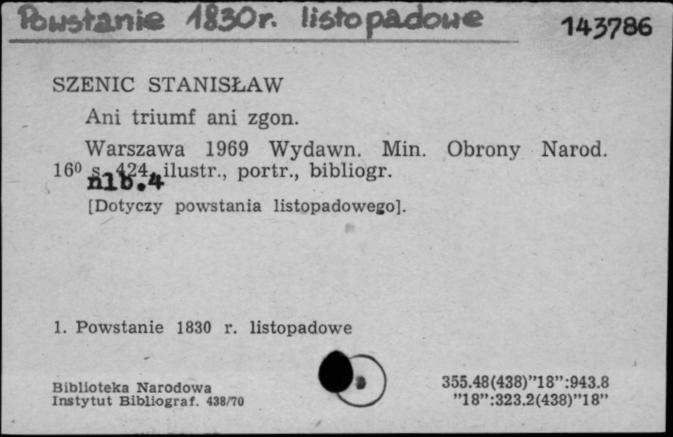 Powstanie 1830r. listopadowe
143786
SZENIC STANISŁAW
Ani triumf ani zgon.
Warszawa 1969 Wydawn. Min. Obrony Narod.
16⁰ s. 424, ilustr., portr., bibliogr.
nlb.4
[Dotyczy powstania listopadowego].
1. Powstanie 1830 r. listopadowe
Biblioteka Narodowa
Instytut Bibliograf. 438/70
355.48(438)"18":943.8
"18":323.2(438)"18"